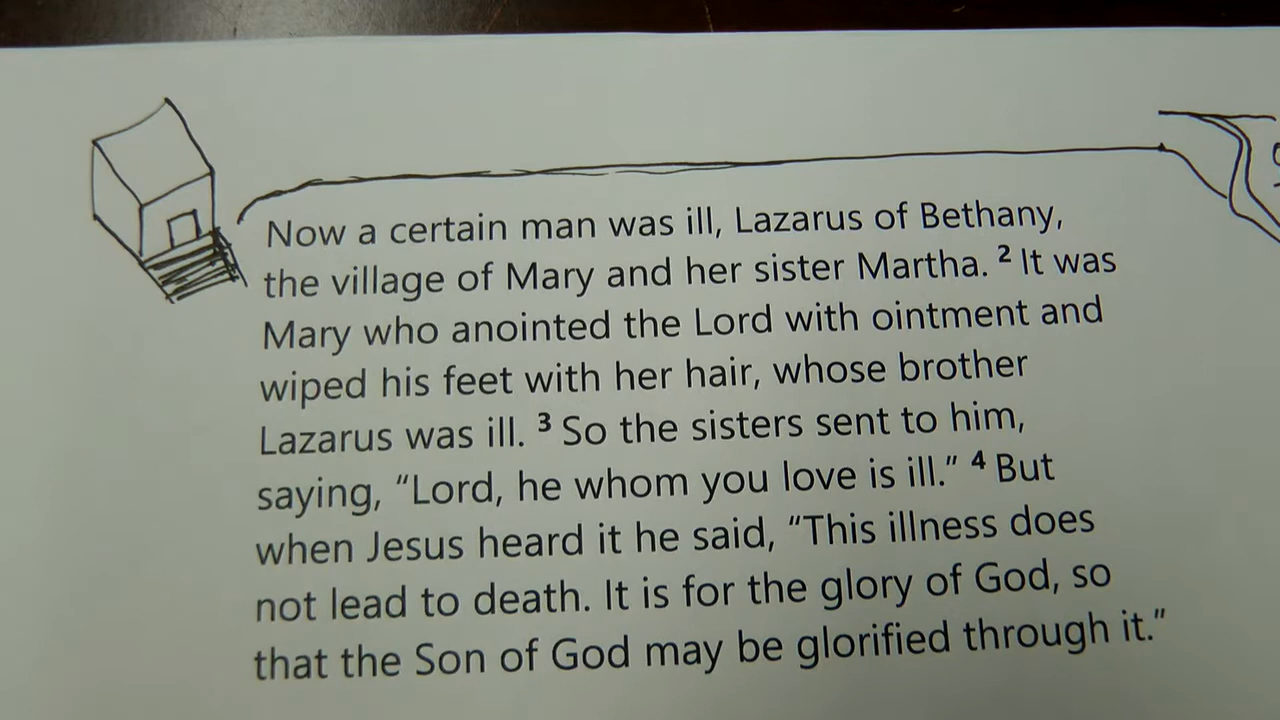 Now a certain man was ill, Lazarus of Bethany,
the village of Mary and her sister Martha. 2 It was
Mary who anointed the Lord with ointment and
wiped his feet with her hair, whose brother
Lazarus was ill. 3 So the sisters sent to him,
saying, “Lord, he whom you love is ill.” 4 But
when Jesus heard it he said, “This illness does
not lead to death. It is for the glory of God, so
that the Son of God may be glorified through it.”